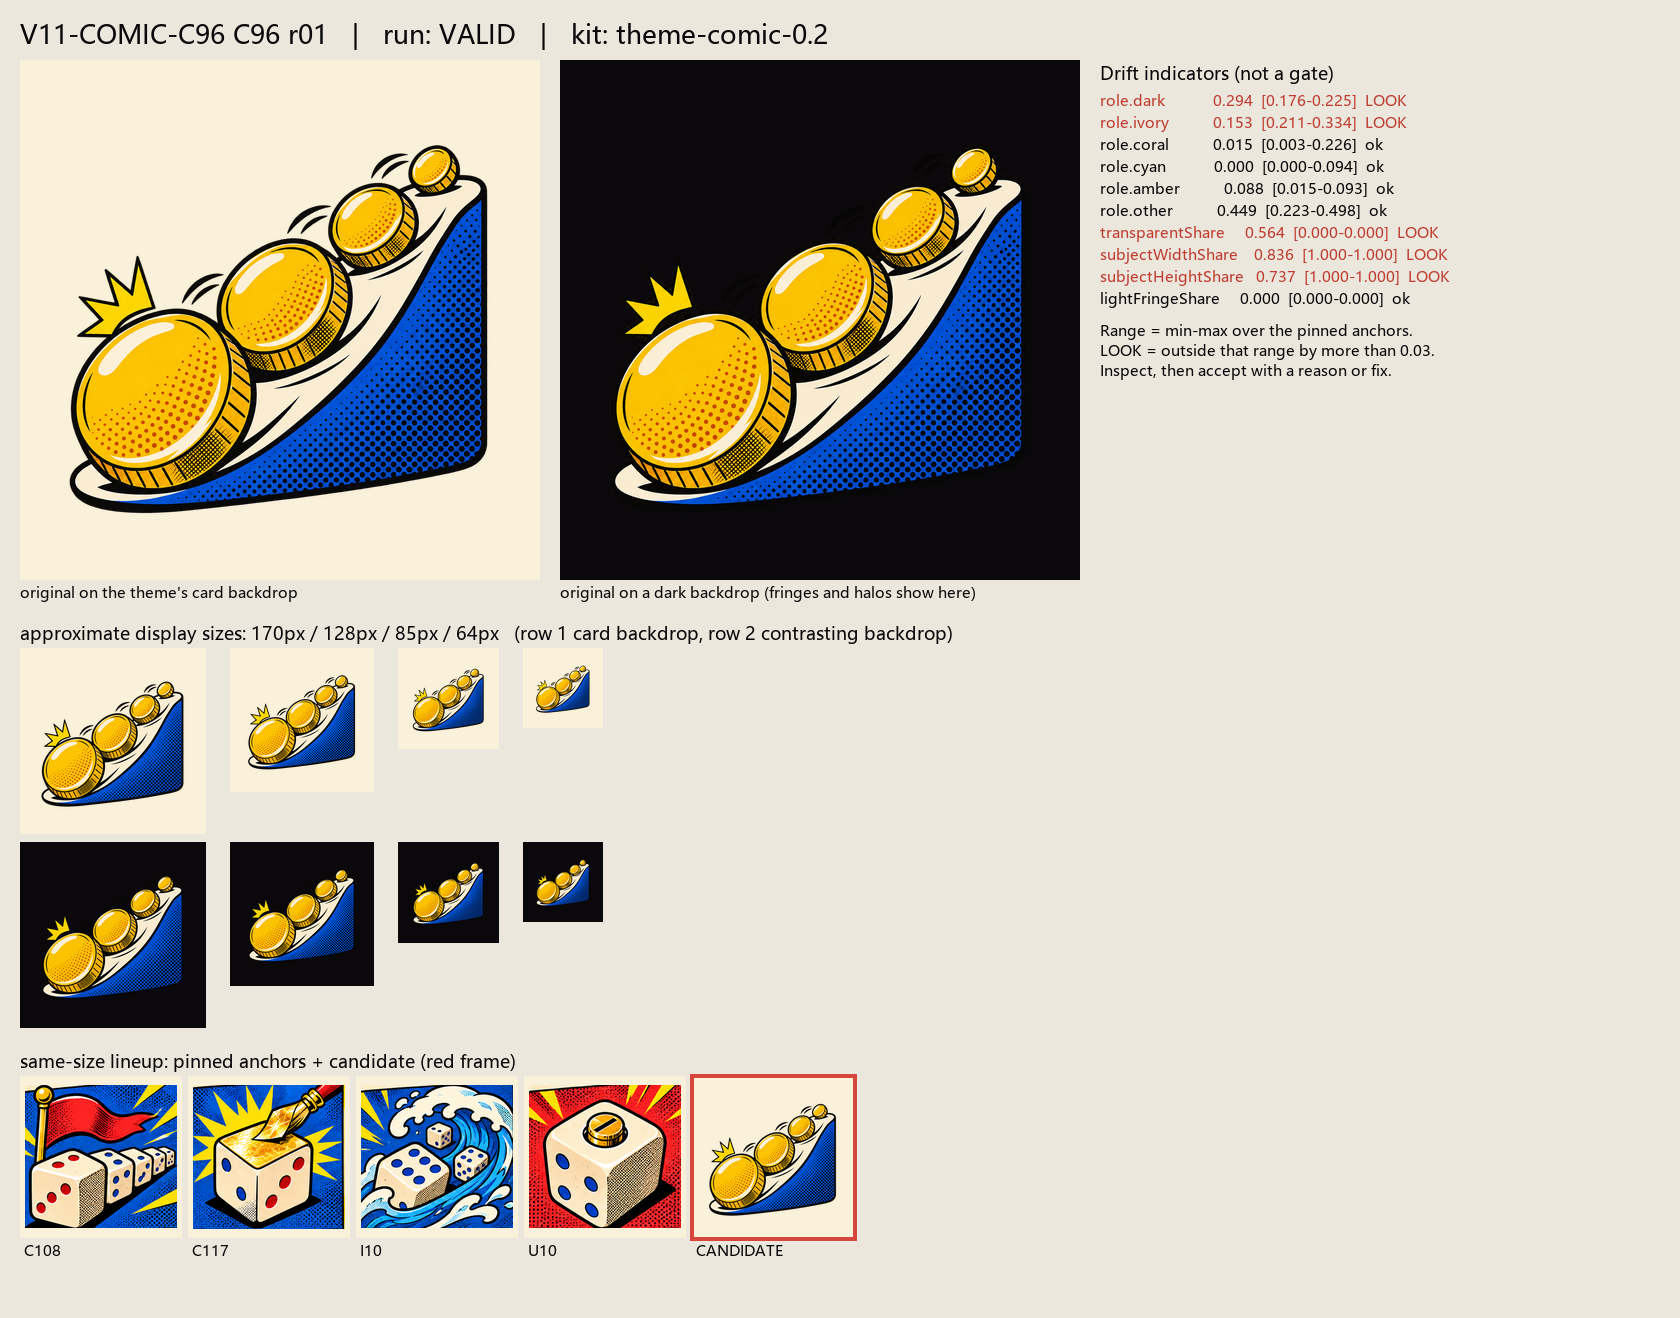 V11-COMIC-C96 C96 r01 | run: VALID | kit: theme-comic-0.2
Drift indicators (not a gate)
role.dark 0.294 [0.176-0.225] LOOK
role.ivory 0.153 [0.211-0.334] LOOK
role.coral 0.015 [0.003-0.226] ok
role.cyan 0.000 [0.000-0.094] ok
role.amber 0.088 [0.015-0.093] ok
role.other 0.449 [0.223-0.498] ok
transparentShare 0.564 [0.000-0.000] LOOK
subjectWidthShare 0.836 [1.000-1.000] LOOK
subjectHeightShare 0.737 [1.000-1.000] LOOK
lightFringeShare 0.000 [0.000-0.000] ok
Range = min-max over the pinned anchors.
LOOK = outside that range by more than 0.03.
Inspect, then accept with a reason or fix.
original on the theme's card backdrop
original on a dark backdrop (fringes and halos show here)
approximate display sizes: 170px / 128px / 85px / 64px (row 1 card backdrop, row 2 contrasting backdrop)
same-size lineup: pinned anchors + candidate (red frame)
C108
C117
I10
U10
CANDIDATE